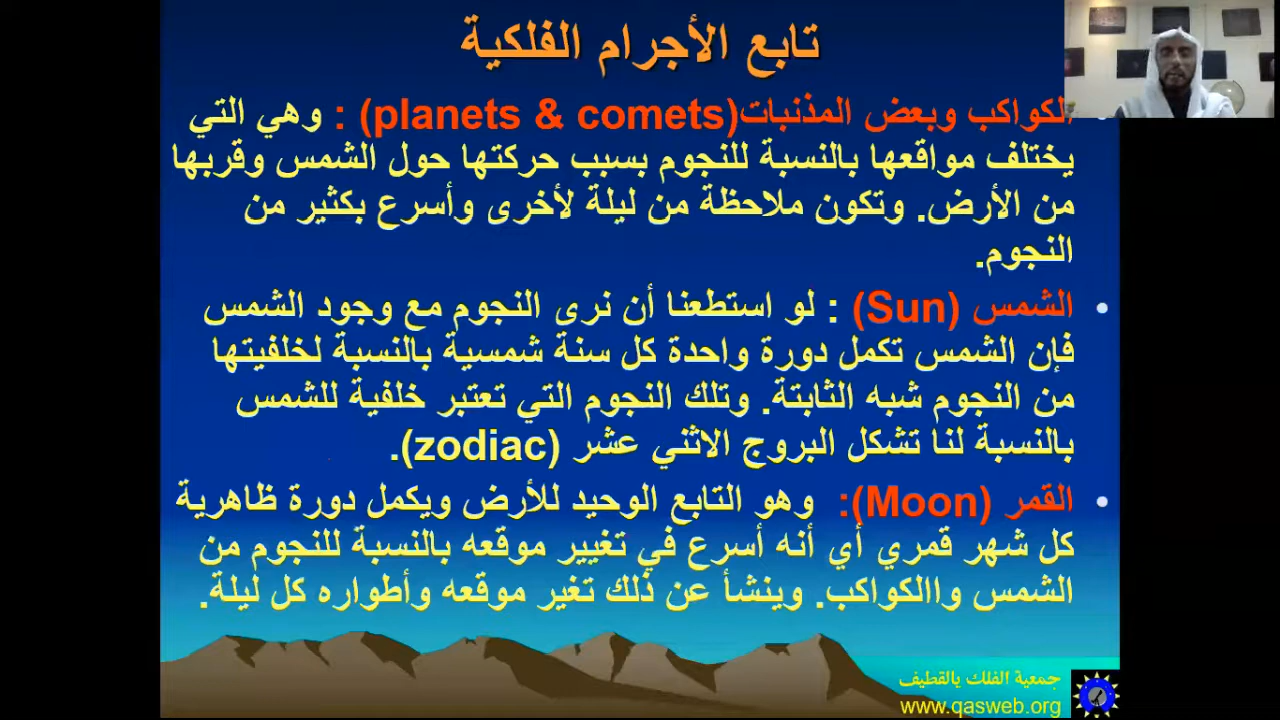 تابع الأجرام الفلكية
• الكواكب وبعض المذنبات(planets & comets) : وهي التي
يختلف مواقعها بالنسبة للنجوم بسبب حركتها حول الشمس وقربها
من الأرض. وتكون ملاحظة من ليلة لأخرى وأسرع بكثير من
النجوم.
• الشمس (Sun) : لو استطعنا أن نرى النجوم مع وجود الشمس
فإن الشمس تكمل دورة واحدة كل سنة شمسية بالنسبة لخلفيتها
من النجوم شبه الثابتة. وتلك النجوم التي تعتبر خلفية للشمس
بالنسبة لنا تشكل البروج الاثني عشر (zodiac).
• القمر (Moon): وهو التابع الوحيد للأرض ويكمل دورة ظاهرية
كل شهر قمري أي أنه أسرع في تغيير موقعه بالنسبة للنجوم من
الشمس واالكواكب. وينشأ عن ذلك تغير موقعه وأطواره كل ليلة.
جمعية الفلك بالقطيف
www.qasweb.org